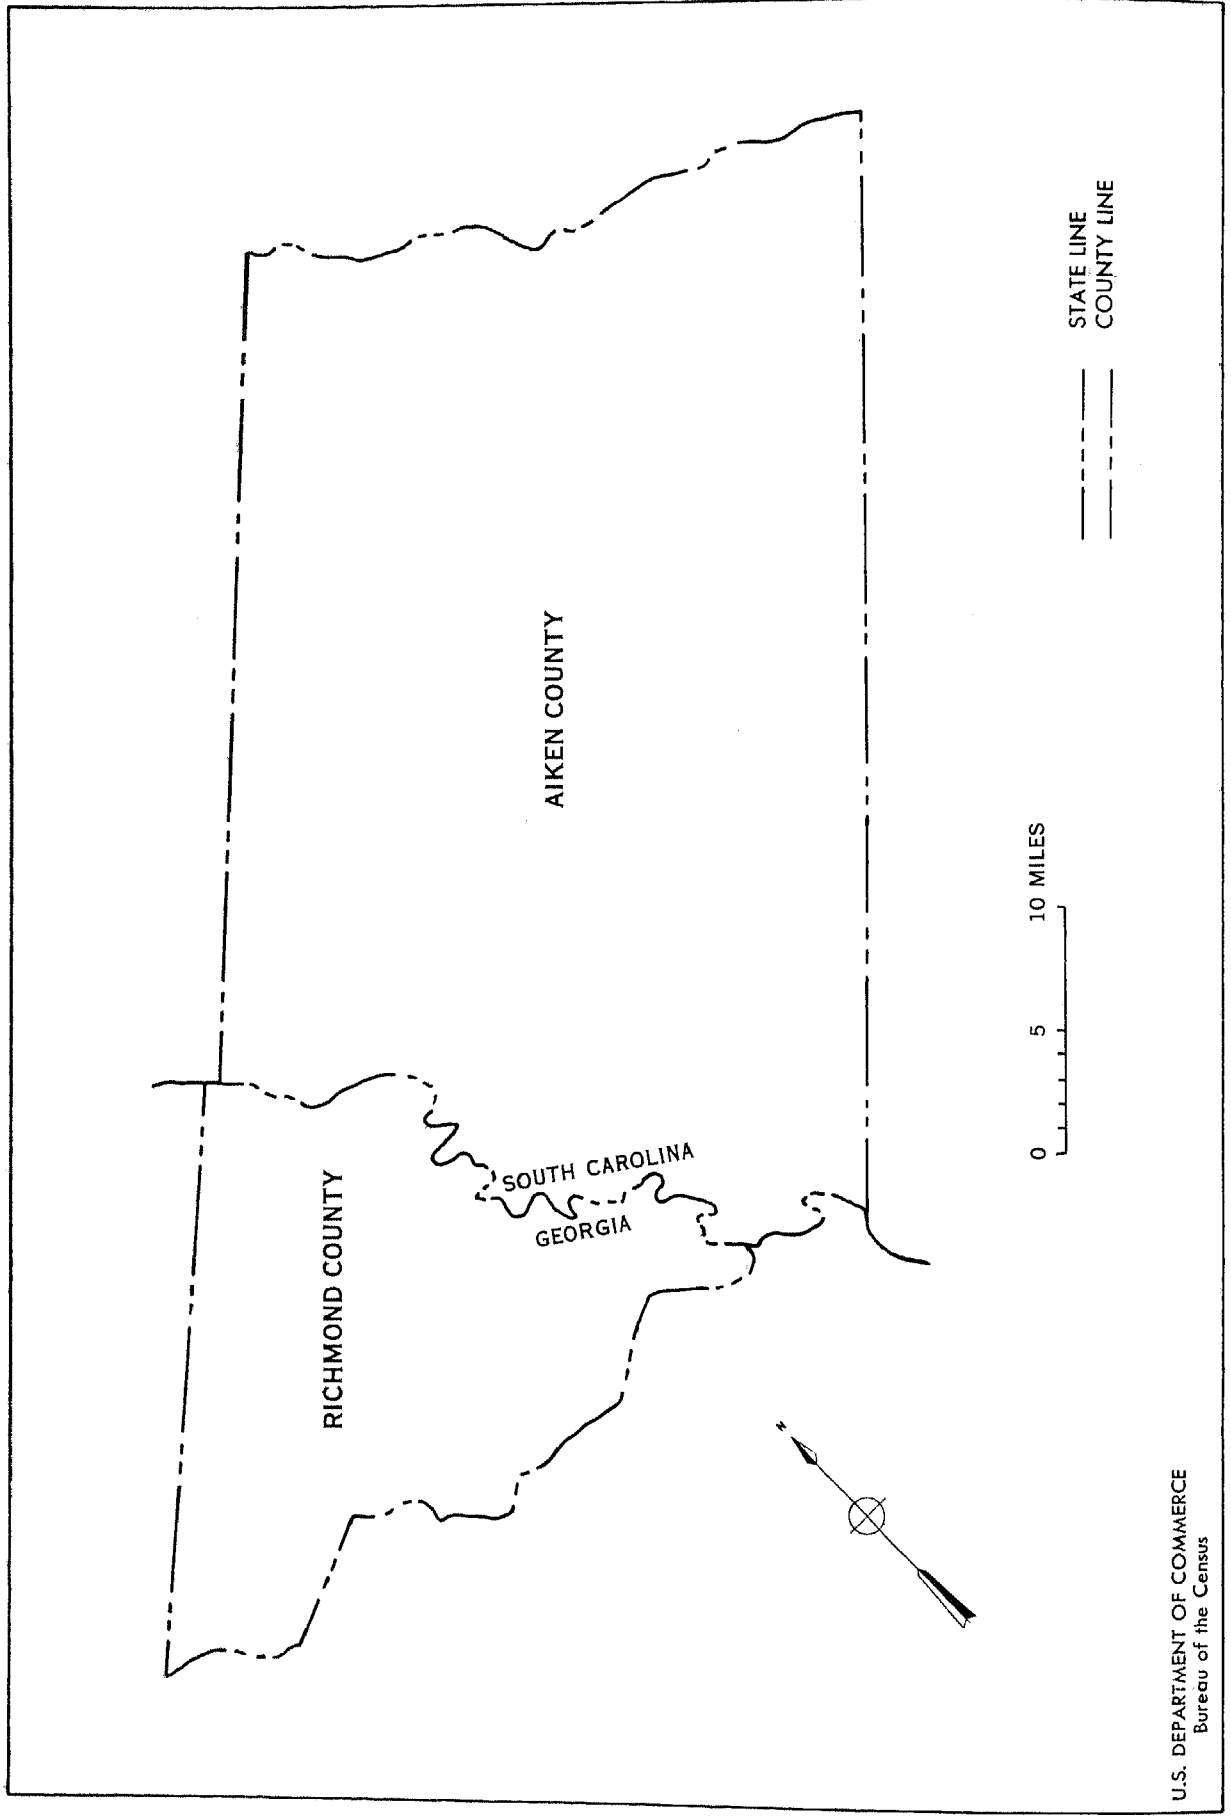 RICHMOND COUNTY
AIKEN COUNTY
SOUTH CAROLINA
GEORGIA
N
0 5 10 MILES
STATE LINE
COUNTY LINE
U.S. DEPARTMENT OF COMMERCE
Bureau of the Census